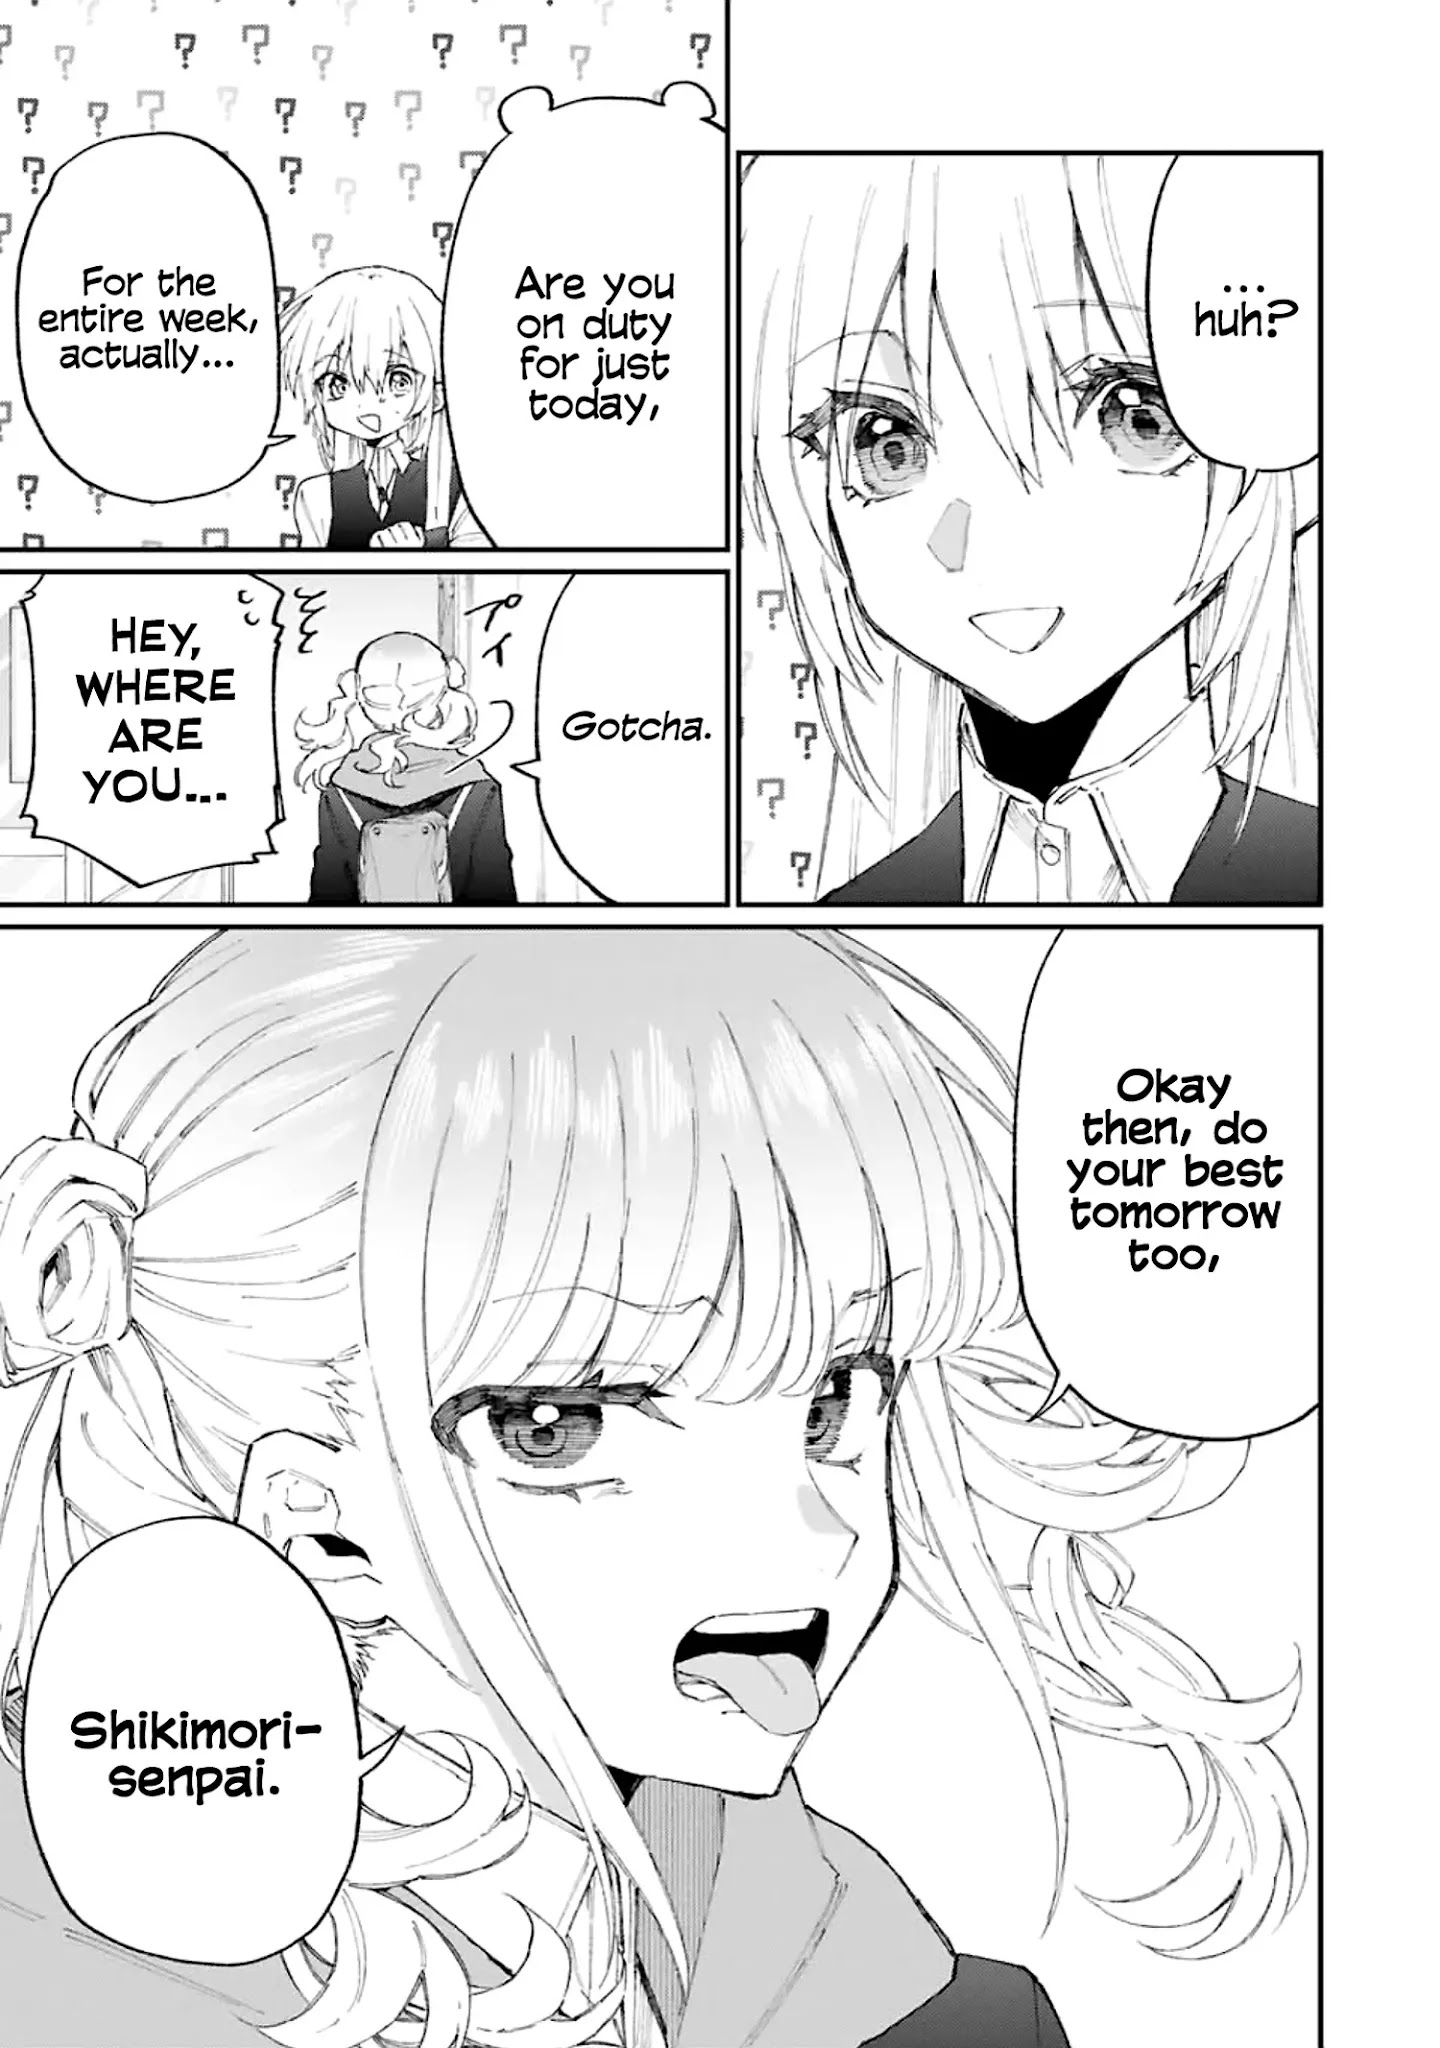 ...
huh?
Are you
on duty
for just
today,
For the
entire week,
actually...
Gotcha.
プイ
HEY,
WHERE
ARE
YOU...
Okay
then, do
your best
tomorrow
too,
Shikimori-
senpai.